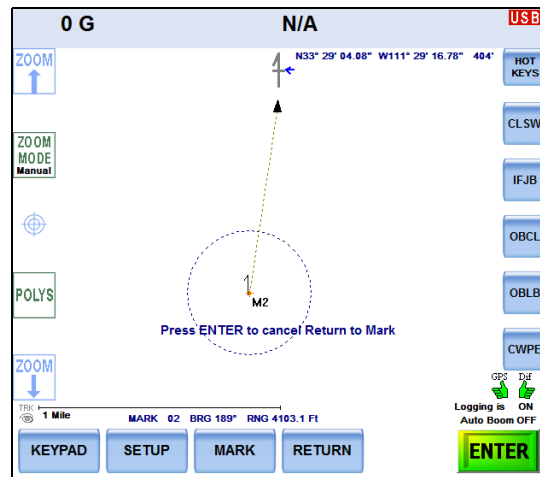 0 G N/A USB
ZOOM
N33° 29' 04.08" W111° 29' 16.78" 404'
HOT
KEYS
CLSW
ZOOM
MODE
Manual
IFJB
OBCL
POLYS
OBLB
M2
Press ENTER to cancel Return to Mark
CWPE
ZOOM
GPS Dif
TRK
1 Mile
MARK 02 BRG 189° RNG 4103.1 Ft
Logging is ON
Auto Boom OFF
KEYPAD SETUP MARK RETURN ENTER